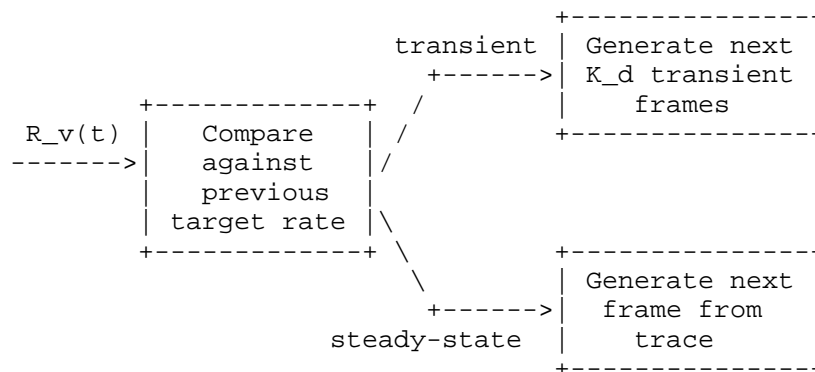 transient
Generate next
K_d transient
frames
R_v(t)
Compare
against
previous
target rate
Generate next
frame from
trace
steady-state